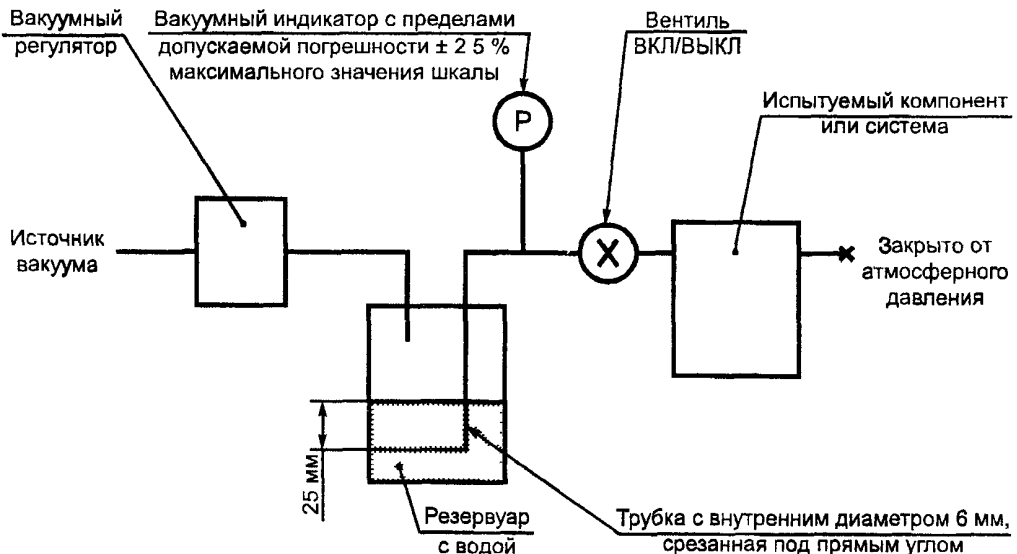 Вакуумный
регулятор
Вакуумный индикатор с пределами
допускаемой погрешности ± 2 5 %
максимального значения шкалы
Вентиль
ВКЛ/ВЫКЛ
P
Испытуемый компонент
или система
Источник
вакуума
X
Закрыто от
атмосферного
давления
25 мм
Резервуар
с водой
Трубка с внутренним диаметром 6 мм,
срезанная под прямым углом